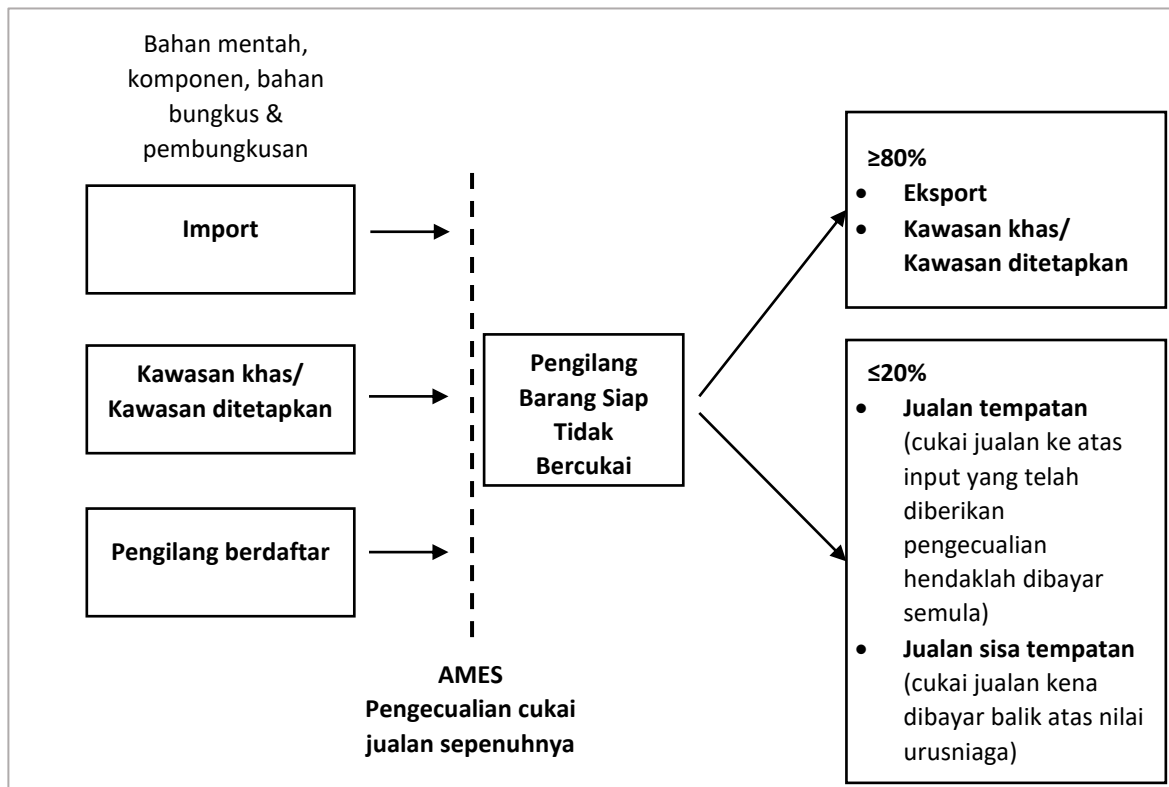 Bahan mentah,
komponen, bahan
bungkus &
pembungkusan
Import
Kawasan khas/
Kawasan ditetapkan
Pengilang berdaftar
AMES
Pengecualian cukai
jualan sepenuhnya
Pengilang
Barang Siap
Tidak
Bercukai
≥80%
• Eksport
• Kawasan khas/
Kawasan ditetapkan
≤20%
• Jualan tempatan
(cukai jualan ke atas
input yang telah
diberikan
pengecualian
hendaklah dibayar
semula)
• Jualan sisa tempatan
(cukai jualan kena
dibayar balik atas nilai
urusniaga)